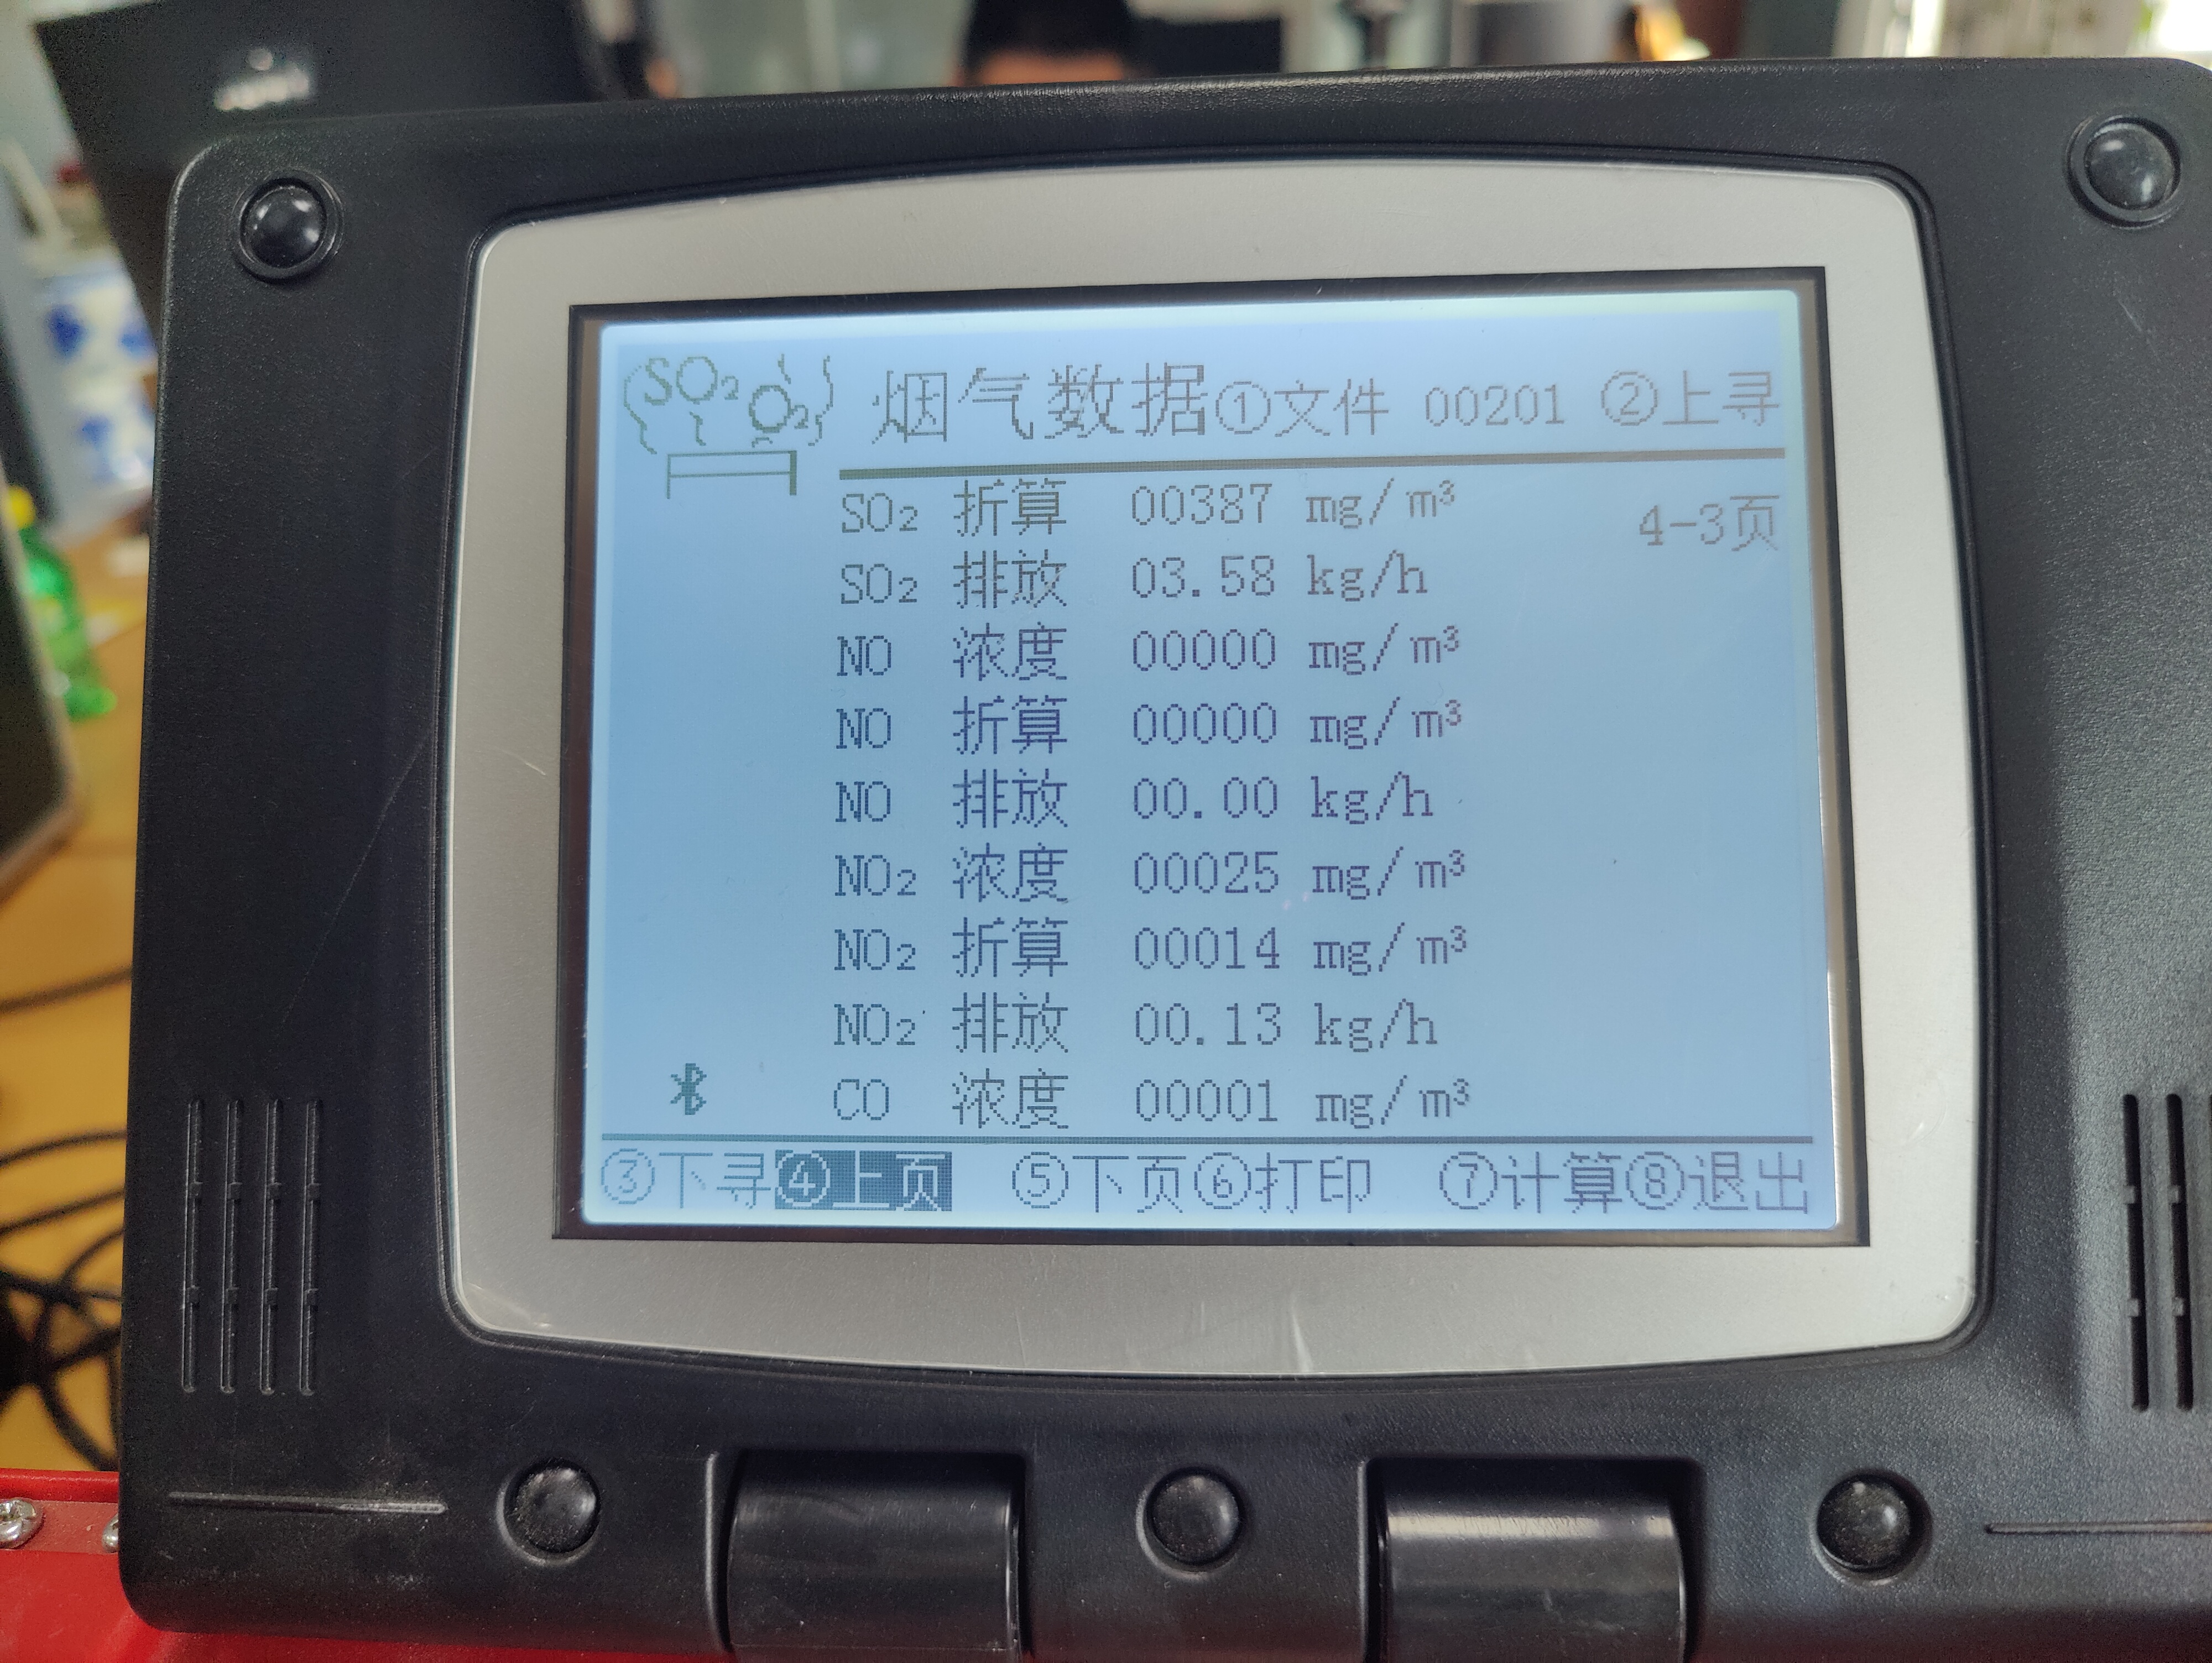 SO₂ O₂ 烟气数据 ①文件 00201 ②上寻
4-3页
SO₂ 折算 00387 mg/m³
SO₂ 排放 03.58 kg/h
NO 浓度 00000 mg/m³
NO 折算 00000 mg/m³
NO 排放 00.00 kg/h
NO₂ 浓度 00025 mg/m³
NO₂ 折算 00014 mg/m³
NO₂ 排放 00.13 kg/h
CO 浓度 00001 mg/m³
③下寻 ④上页 ⑤下页 ⑥打印 ⑦计算 ⑧退出